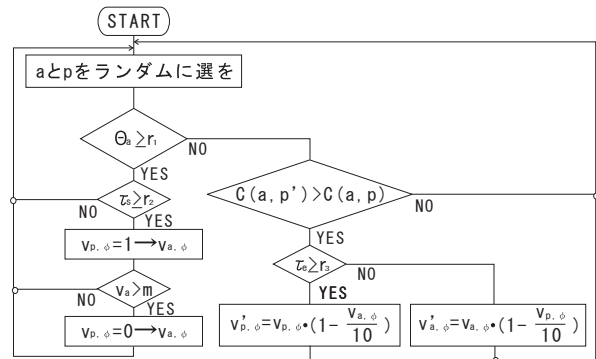 START
aとpをランダムに選を
Θₐ≥r₁
NO
YES
τₛ≥r₂
NO
YES
C(a,p')>C(a,p)
NO
YES
vₚ,ᵩ=1→vₐ,ᵩ
τₑ≥r₃
NO
YES
vₐ>m
NO
YES
vₚ,ᵩ=0→vₐ,ᵩ
v'ₚ,ᵩ=vₚ,ᵩ•(1-vₐ,ᵩ/10)
v'ₐ,ᵩ=vₐ,ᵩ•(1-vₚ,ᵩ/10)